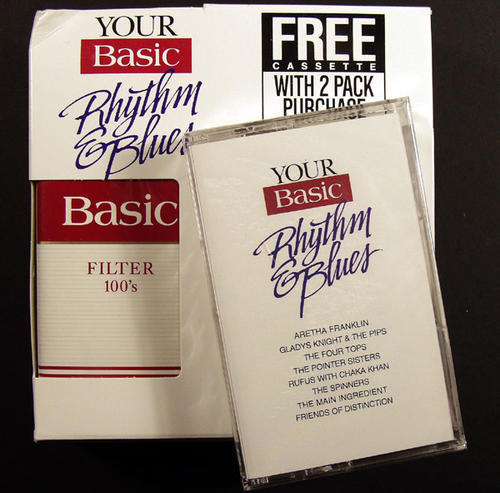 YOUR
Basic
Rhythm
& Blues
FREE
CASSETTE
WITH 2 PACK
PURCHASE
Basic
FILTER
100's
YOUR
Basic
Rhythm
& Blues
ARETHA FRANKLIN
GLADYS KNIGHT & THE PIPS
THE FOUR TOPS
THE POINTER SISTERS
RUFUS WITH CHAKA KHAN
THE SPINNERS
THE MAIN INGREDIENT
FRIENDS OF DISTINCTION